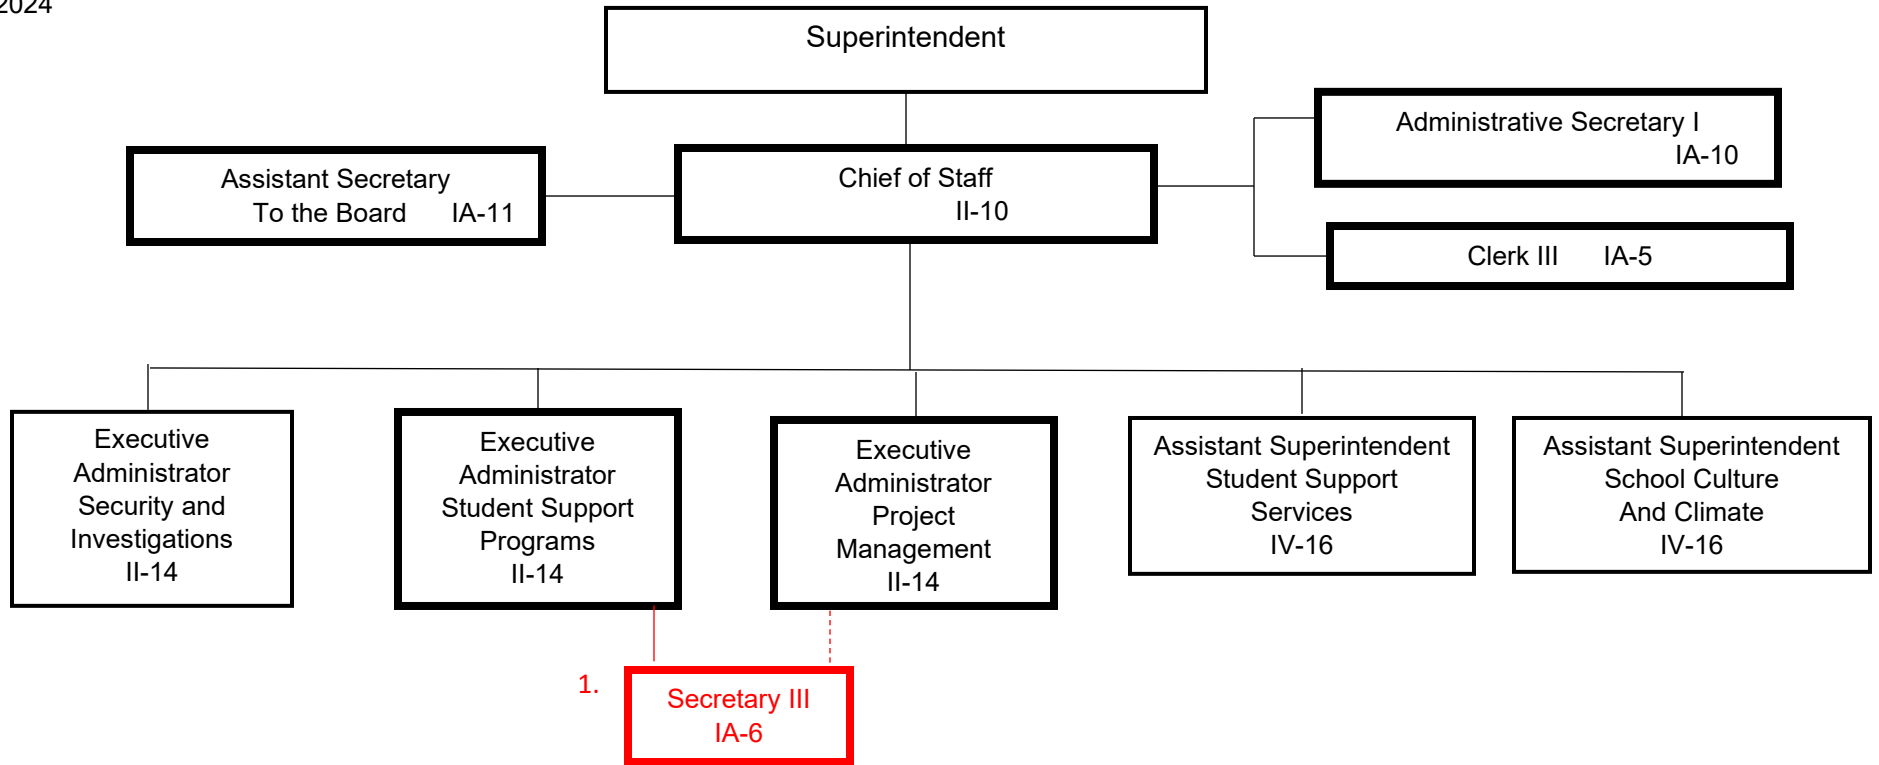 2024
Superintendent
Administrative Secretary I
IA-10
Assistant Secretary
To the Board IA-11
Chief of Staff
II-10
Clerk III IA-5
Executive
Administrator
Security and
Investigations
II-14
Executive
Administrator
Student Support
Programs
II-14
Executive
Administrator
Project
Management
II-14
Assistant Superintendent
Student Support
Services
IV-16
Assistant Superintendent
School Culture
And Climate
IV-16
1.
Secretary III
IA-6